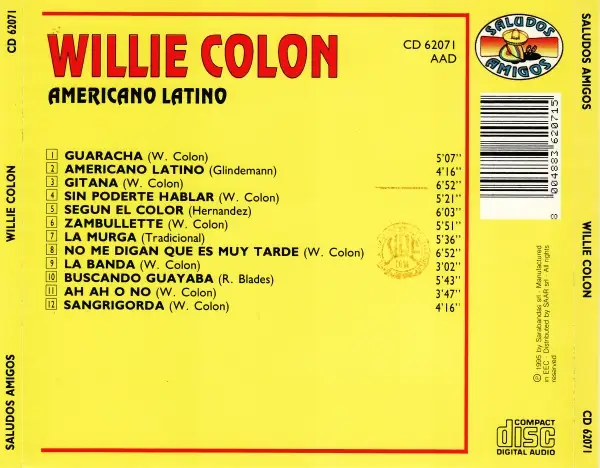 CD 62071
WILLIE COLON
SALUDOS AMIGOS
WILLIE COLON
AMERICANO LATINO
CD 62071
AAD
SALUDOS
AMIGOS
1 GUARACHA (W. Colon) 5'07"
2 AMERICANO LATINO (Glindemann) 4'16"
3 GITANA (W. Colon) 6'52"
4 SIN PODERTE HABLAR (W. Colon) 5'21"
5 SEGUN EL COLOR (Hernandez) 6'03"
6 ZAMBULLETTE (W. Colon) 5'51"
7 LA MURGA (Tradicional) 5'36"
8 NO ME DIGAN QUE ES MUY TARDE (W. Colon) 6'52"
9 LA BANDA (W. Colon) 3'02"
10 BUSCANDO GUAYABA (R. Blades) 5'43"
11 AH AH O NO (W. Colon) 3'47"
12 SANGRIGORDA (W. Colon) 4'16"
8 004883 620715
© 1995 by Sarabandas srl - Manufactured
in EEC - Distributed by SAAR srl - All rights
reserved
COMPACT
disc
DIGITAL AUDIO
SALUDOS AMIGOS
WILLIE COLON
CD 62071